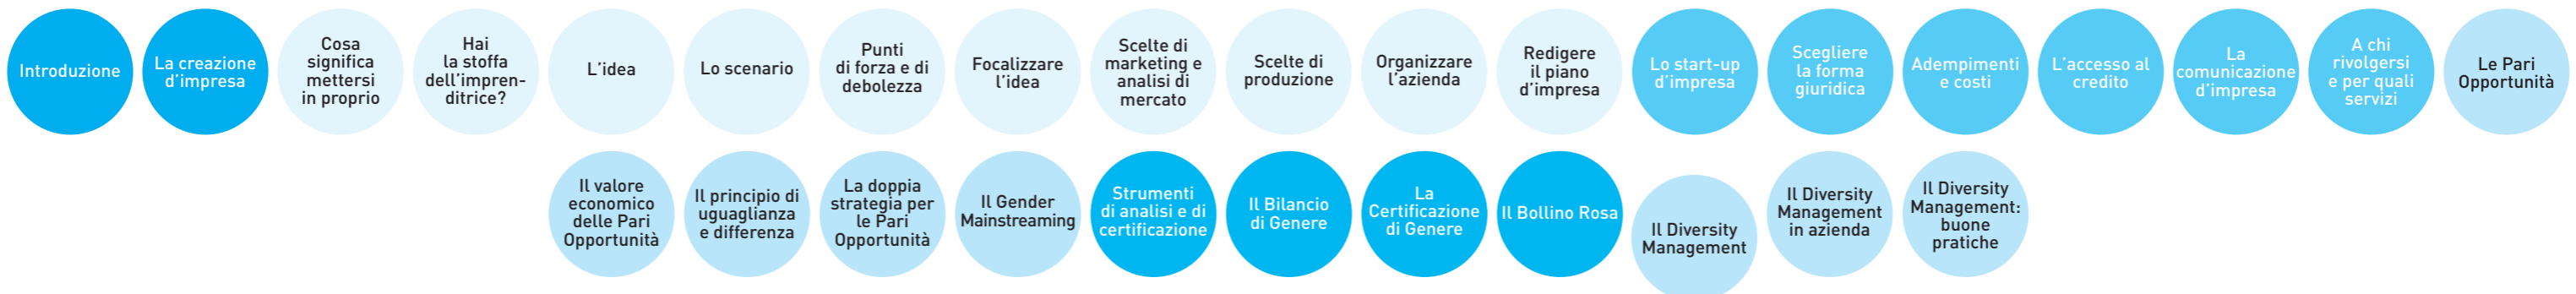 Introduzione
La creazione
d'impresa
Cosa
significa
mettersi
in proprio
Hai
la stoffa
dell'impren-
ditrice?
L'idea
Lo scenario
Punti
di forza e di
debolezza
Focalizzare
l'idea
Scelte di
marketing e
analisi di
mercato
Scelte di
produzione
Organizzare
l'azienda
Redigere
il piano
d'impresa
Lo start-up
d'impresa
Scegliere
la forma
giuridica
Adempimenti
e costi
L'accesso al
credito
La
comunicazione
d'impresa
A chi
rivolgersi
e per quali
servizi
Le Pari
Opportunità
Il valore
economico
delle Pari
Opportunità
Il principio di
uguaglianza
e differenza
La doppia
strategia per
le Pari
Opportunità
Il Gender
Mainstreaming
Strumenti
di analisi e di
certificazione
Il Bilancio
di Genere
La
Certificazione
di Genere
Il Bollino Rosa
Il Diversity
Management
Il Diversity
Management
in azienda
Il Diversity
Management:
buone
pratiche